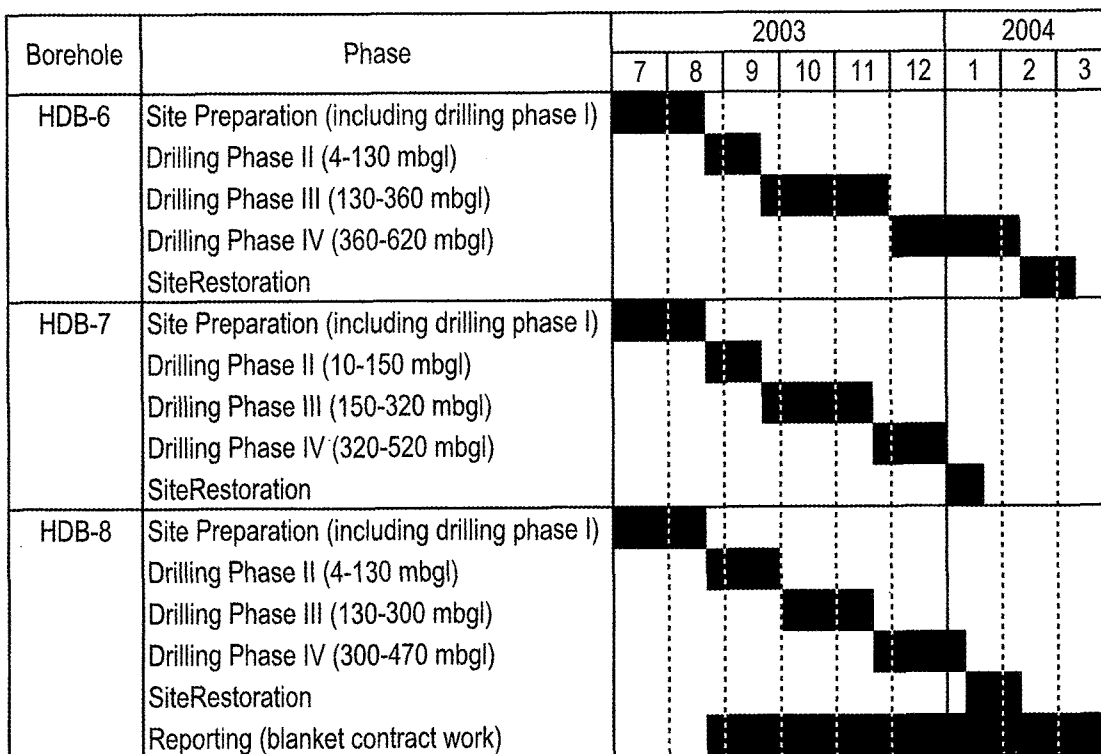 Borehole Phase 2003 2004
7 8 9 10 11 12 1 2 3
HDB-6 Site Preparation (including drilling phase I)
Drilling Phase II (4-130 mbgl)
Drilling Phase III (130-360 mbgl)
Drilling Phase IV (360-620 mbgl)
SiteRestoration
HDB-7 Site Preparation (including drilling phase I)
Drilling Phase II (10-150 mbgl)
Drilling Phase III (150-320 mbgl)
Drilling Phase IV (320-520 mbgl)
SiteRestoration
HDB-8 Site Preparation (including drilling phase I)
Drilling Phase II (4-130 mbgl)
Drilling Phase III (130-300 mbgl)
Drilling Phase IV (300-470 mbgl)
SiteRestoration
Reporting (blanket contract work)